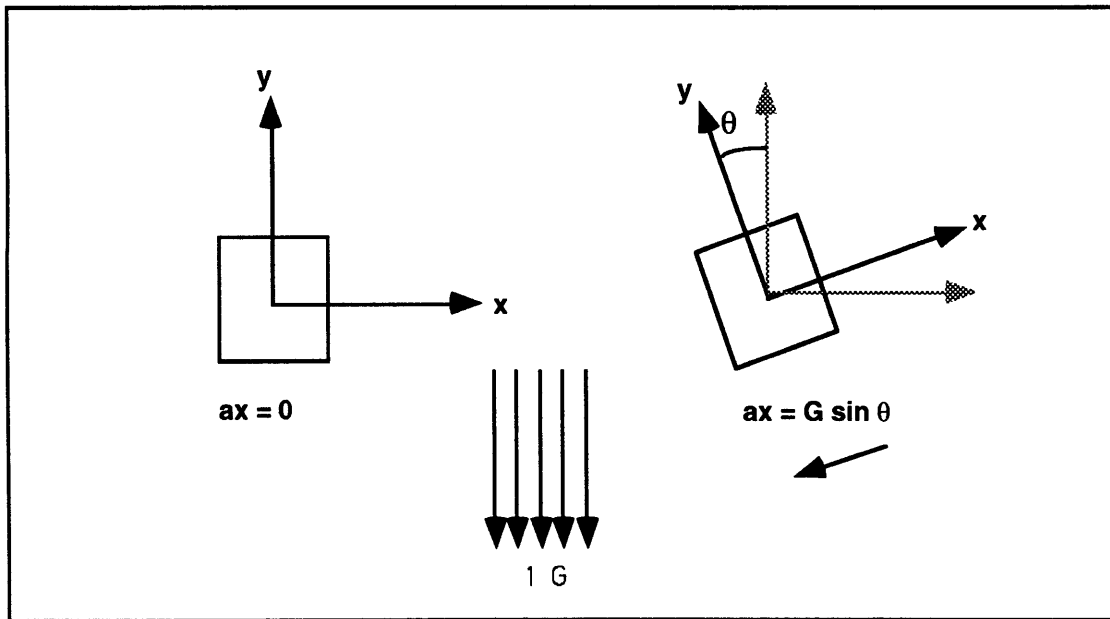 y
x
ax = 0
1 G
y
θ
x
ax = G sin θ